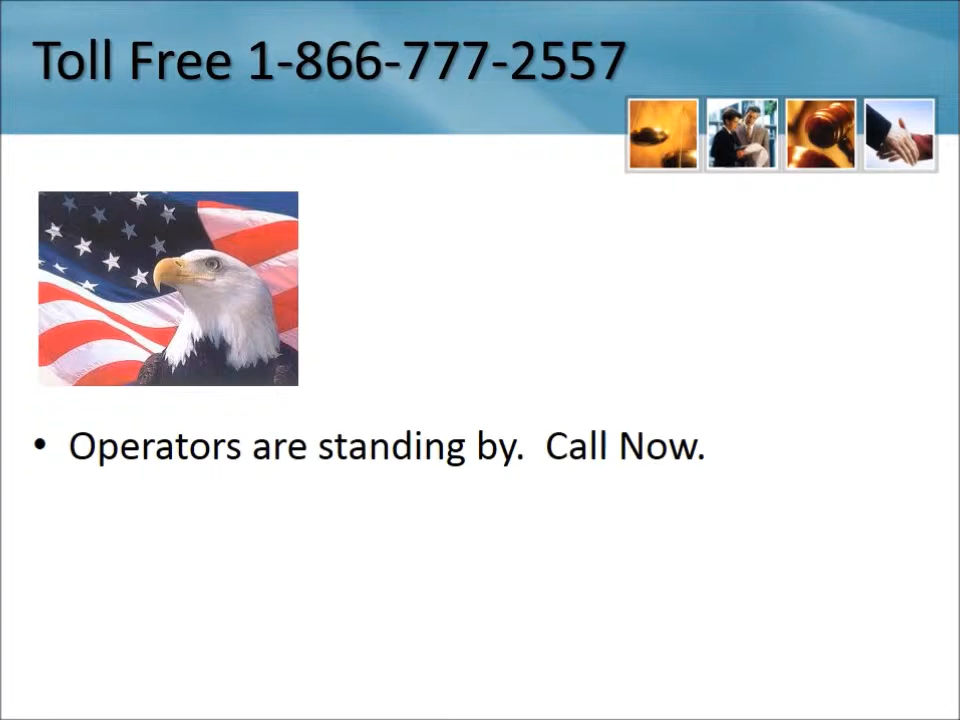 Toll Free 1-866-777-2557
• Operators are standing by.  Call Now.